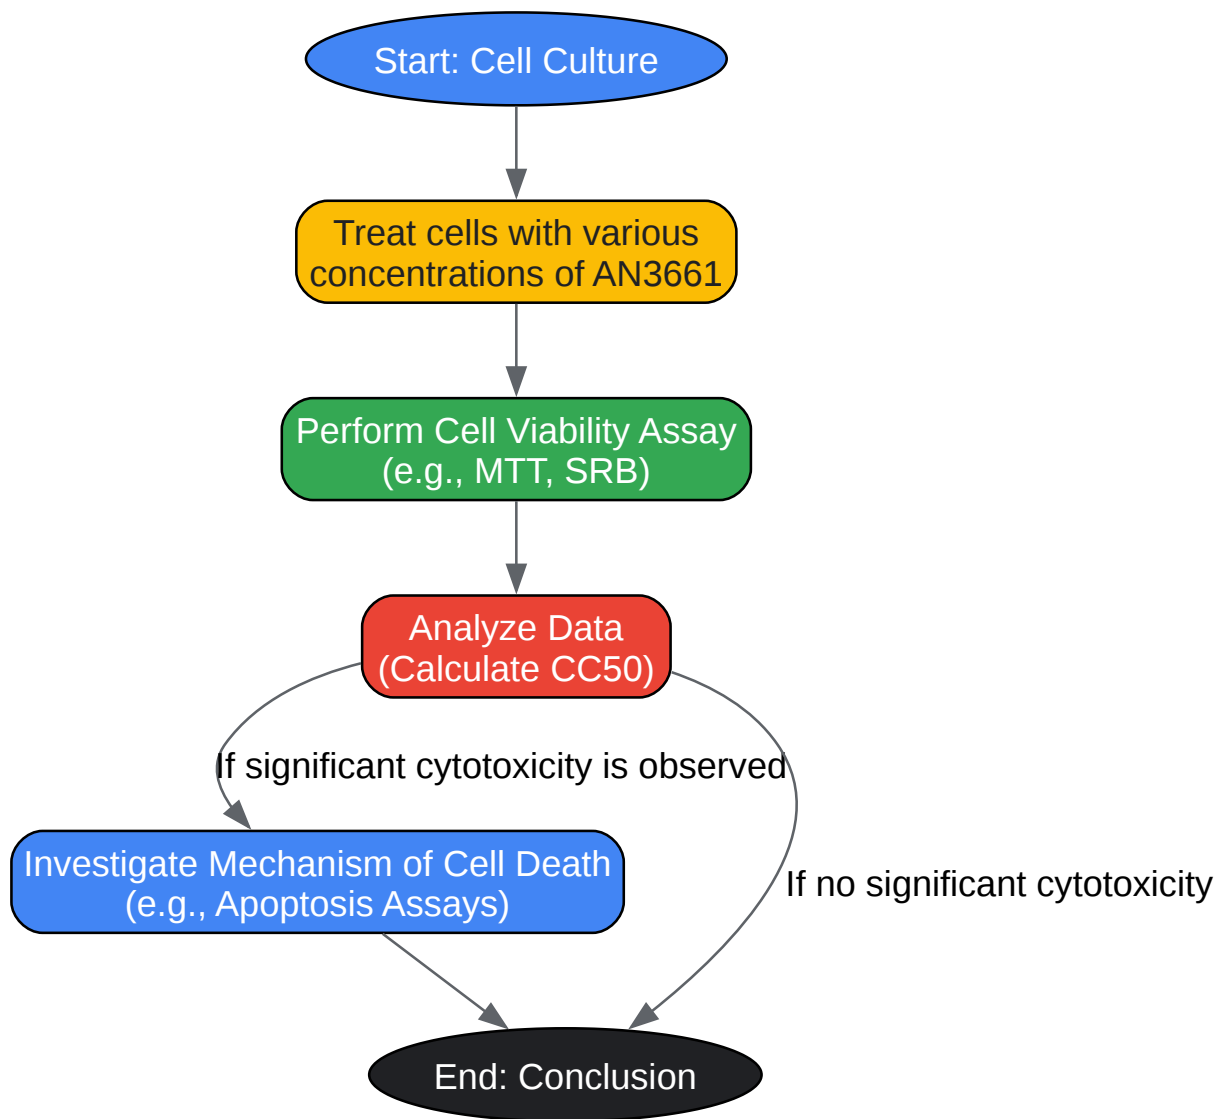 Start: Cell Culture
Treat cells with various
concentrations of AN3661
Perform Cell Viability Assay
(e.g., MTT, SRB)
Analyze Data
(Calculate CC50)
If significant cytotoxicity is observed
Investigate Mechanism of Cell Death
(e.g., Apoptosis Assays)
If no significant cytotoxicity
End: Conclusion